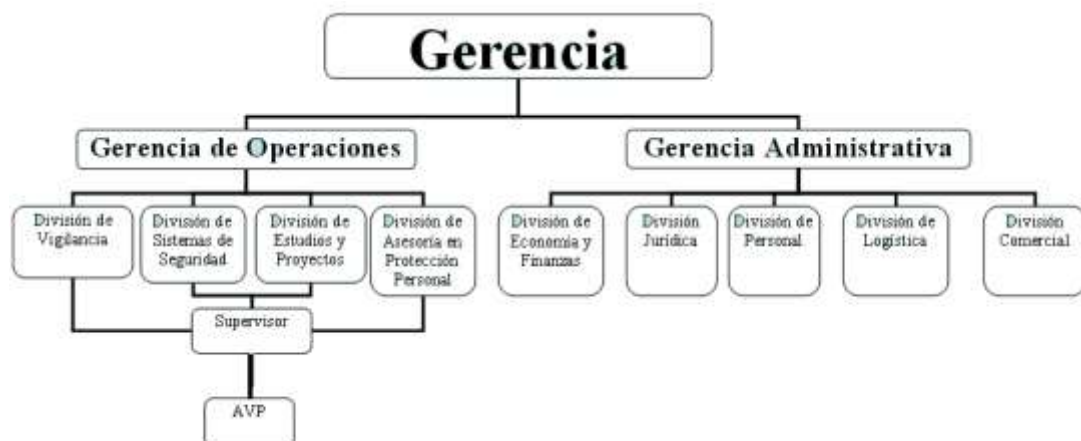 Gerencia
Gerencia de Operaciones
Gerencia Administrativa
División de
Vigilancia
División de
Sistemas de
Seguridad
División de
Estudios y
Proyectos
División de
Asesoría en
Protección
Personal
División de
Economía y
Finanzas
División
Jurídica
División de
Personal
División de
Logística
División
Comercial
Supervisor
AVP